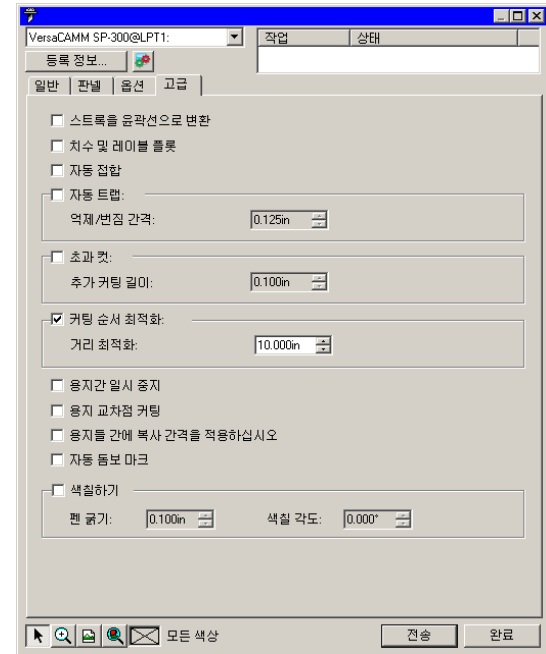 VersaCAMM SP-300@LPT1:
작업 상태
등록 정보...
일반 판넬 옵션 고급
스트록을 윤곽선으로 변환
치수 및 레이블 플롯
자동 접합
자동 트랩:
억제/번짐 간격: 0.125in
초과 컷:
추가 커팅 길이: 0.100in
커팅 순서 최적화:
거리 최적화: 10.000in
용지간 일시 중지
용지 교차점 커팅
용지들 간에 복사 간격을 적용하십시오
자동 돔보 마크
색칠하기
펜 굵기: 0.100in 색칠 각도: 0.000°
모든 색상 전송 완료